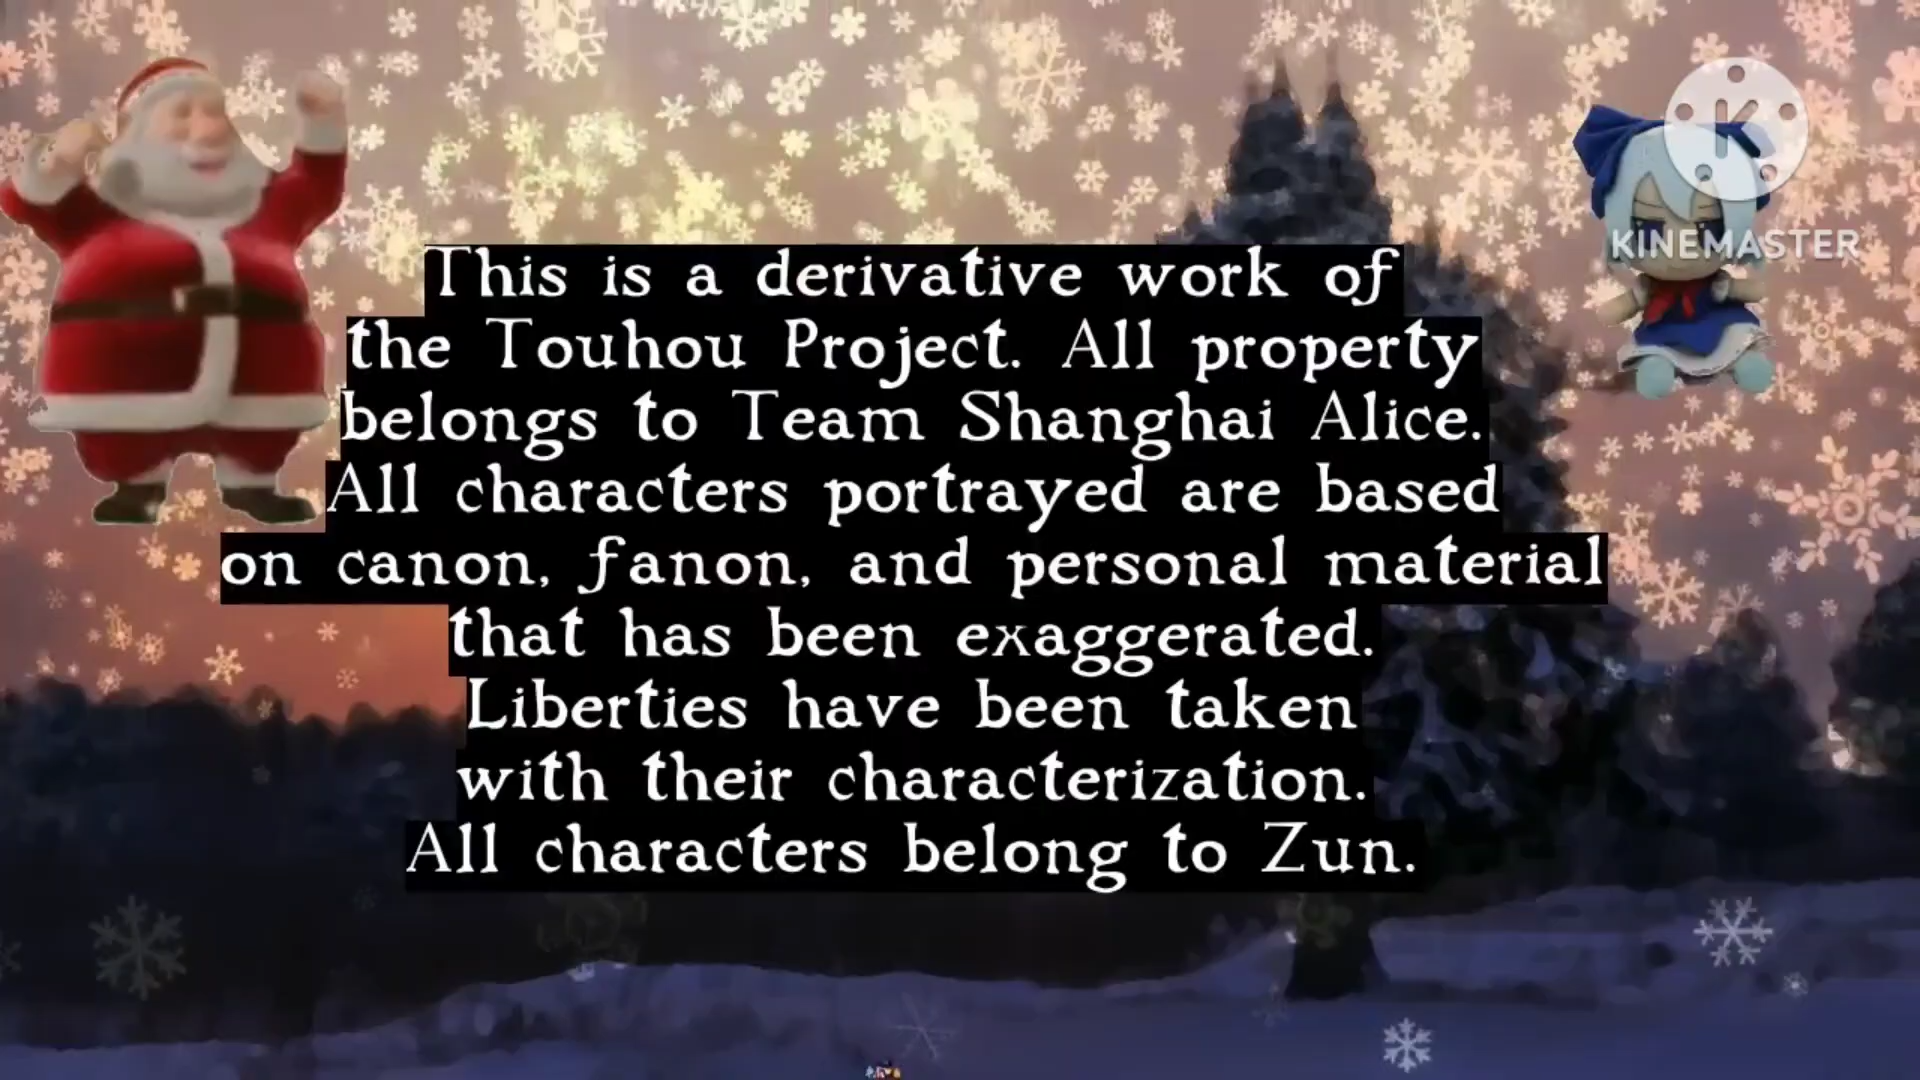 This is a derivative work of
the Touhou Project. All property
belongs to Team Shanghai Alice.
All characters portrayed are based
on canon, fanon, and personal material
that has been exaggerated.
Liberties have been taken
with their characterization.
All characters belong to Zun.
K
KINEMASTER